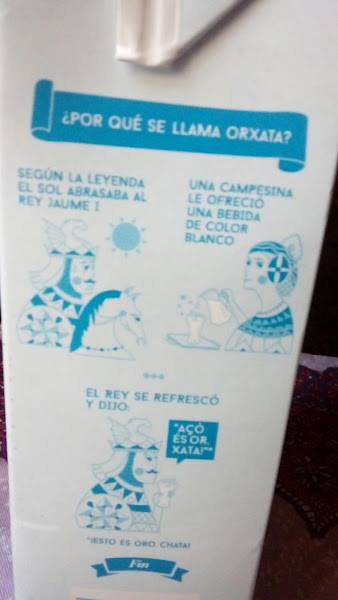 ¿POR QUÉ SE LLAMA ORXATA?
SEGÚN LA LEYENDA
EL SOL ABRASABA AL
REY JAUME I
UNA CAMPESINA
LE OFRECIÓ
UNA BEBIDA
DE COLOR
BLANCO
EL REY SE REFRESCÓ
Y DIJO:
"AÇÒ
ÉS OR,
XATA!"*
*¡ESTO ES ORO, CHATA!
Fin